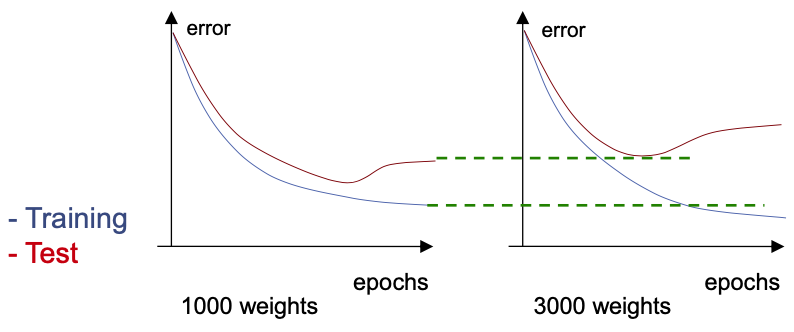 error
error
- Training
- Test
epochs
epochs
1000 weights
3000 weights